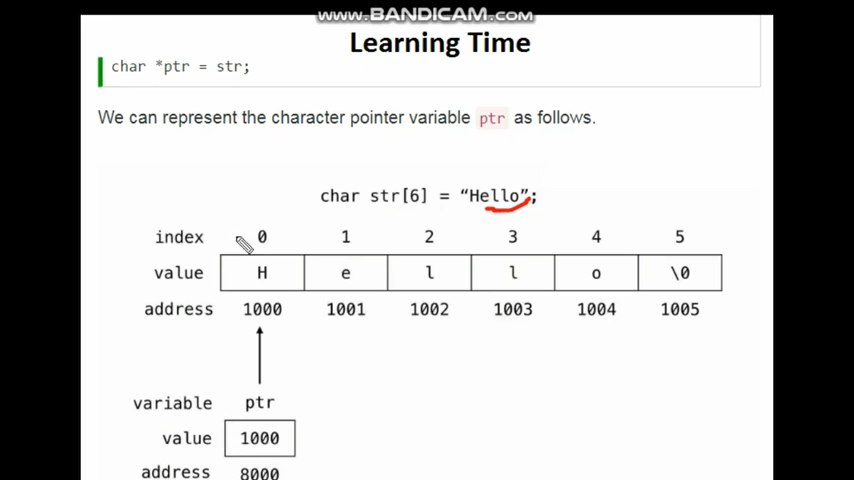 www.BANDICAM.com
Learning Time
char *ptr = str;
We can represent the character pointer variable ptr as follows.
char str[6] = “Hello”;
index 0 1 2 3 4 5
value H e l l o \0
address 1000 1001 1002 1003 1004 1005
variable ptr
value 1000
address 8000